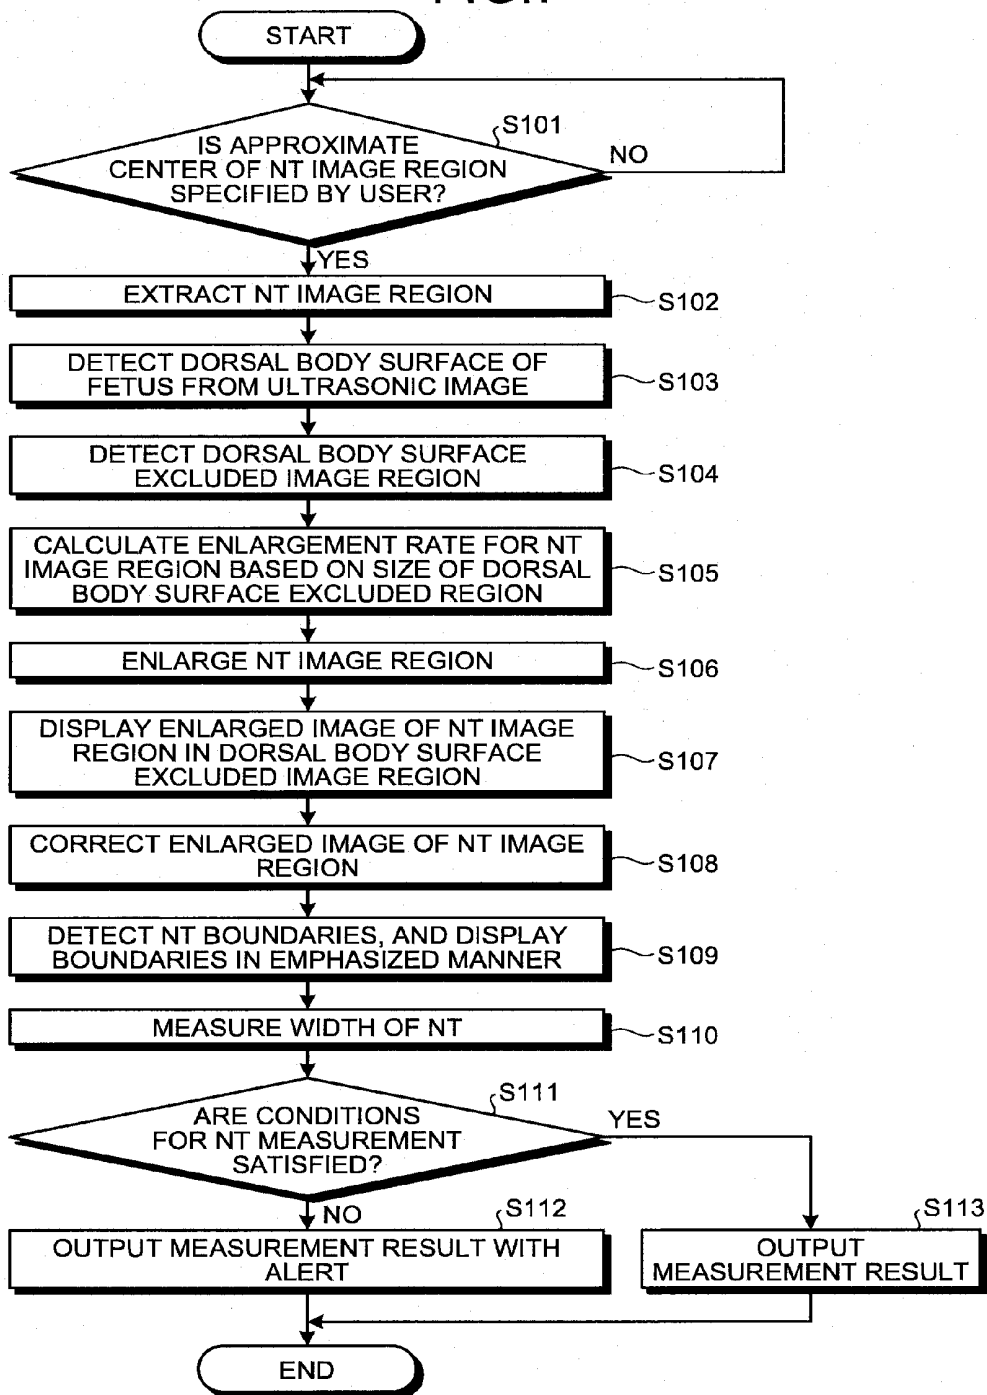 START
IS APPROXIMATE
CENTER OF NT IMAGE REGION
SPECIFIED BY USER?
S101
NO
YES
EXTRACT NT IMAGE REGION
S102
DETECT DORSAL BODY SURFACE OF
FETUS FROM ULTRASONIC IMAGE
S103
DETECT DORSAL BODY SURFACE
EXCLUDED IMAGE REGION
S104
CALCULATE ENLARGEMENT RATE FOR NT
IMAGE REGION BASED ON SIZE OF DORSAL
BODY SURFACE EXCLUDED REGION
S105
ENLARGE NT IMAGE REGION
S106
DISPLAY ENLARGED IMAGE OF NT IMAGE
REGION IN DORSAL BODY SURFACE
EXCLUDED IMAGE REGION
S107
CORRECT ENLARGED IMAGE OF NT IMAGE
REGION
S108
DETECT NT BOUNDARIES, AND DISPLAY
BOUNDARIES IN EMPHASIZED MANNER
S109
MEASURE WIDTH OF NT
S110
ARE CONDITIONS
FOR NT MEASUREMENT
SATISFIED?
S111
YES
NO
S112
OUTPUT MEASUREMENT RESULT WITH
ALERT
S113
OUTPUT
MEASUREMENT RESULT
END